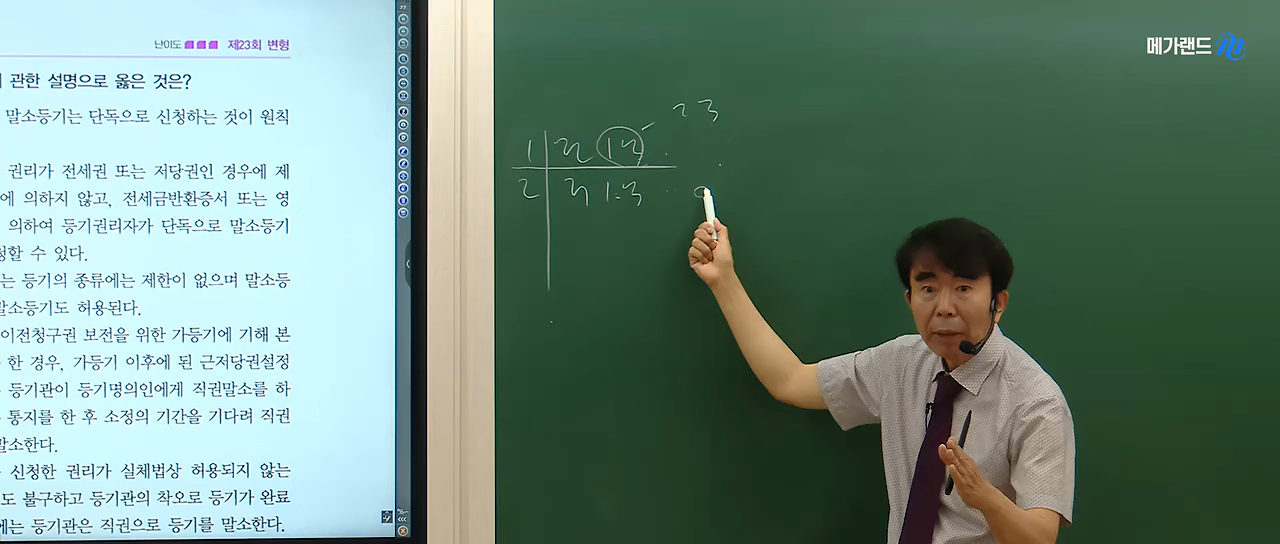 난이도 제23회 변형
관한 설명으로 옳은 것은?
말소등기는 단독으로 신청하는 것이 원칙
권리가 전세권 또는 저당권인 경우에 제
에 의하지 않고, 전세금반환증서 또는 영
의하여 등기권리자가 단독으로 말소등기
청할 수 있다.
는 등기의 종류에는 제한이 없으며 말소등
말소등기도 허용된다.
이전청구권 보전을 위한 가등기에 기해 본
한 경우, 가등기 이후에 된 근저당권설정
등기관이 등기명의인에게 직권말소를 하
통지를 한 후 소정의 기간을 기다려 직권
말소한다.
신청한 권리가 실체법상 허용되지 않는
도 불구하고 등기관의 착오로 등기가 완료
에는 등기관은 직권으로 등기를 말소한다.
메가랜드
1
2